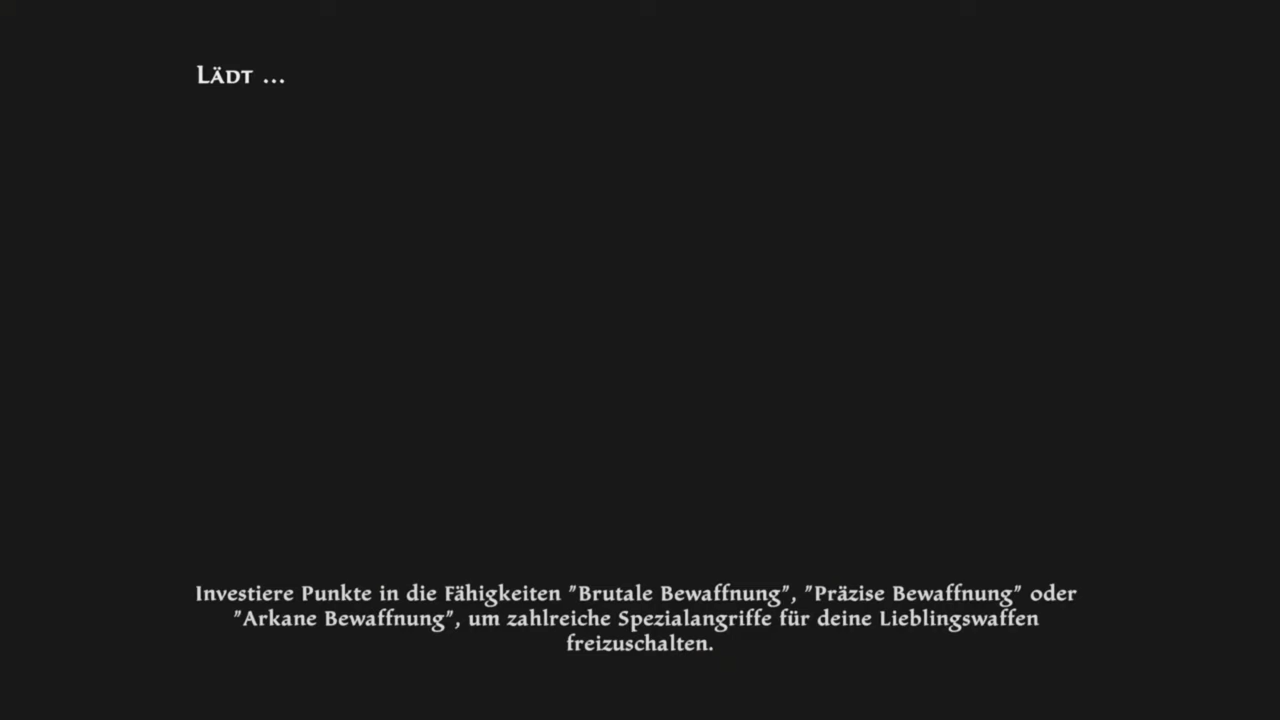 Lädt ...
Investiere Punkte in die Fähigkeiten "Brutale Bewaffnung", "Präzise Bewaffnung" oder
"Arkane Bewaffnung", um zahlreiche Spezialangriffe für deine Lieblingswaffen
freizuschalten.